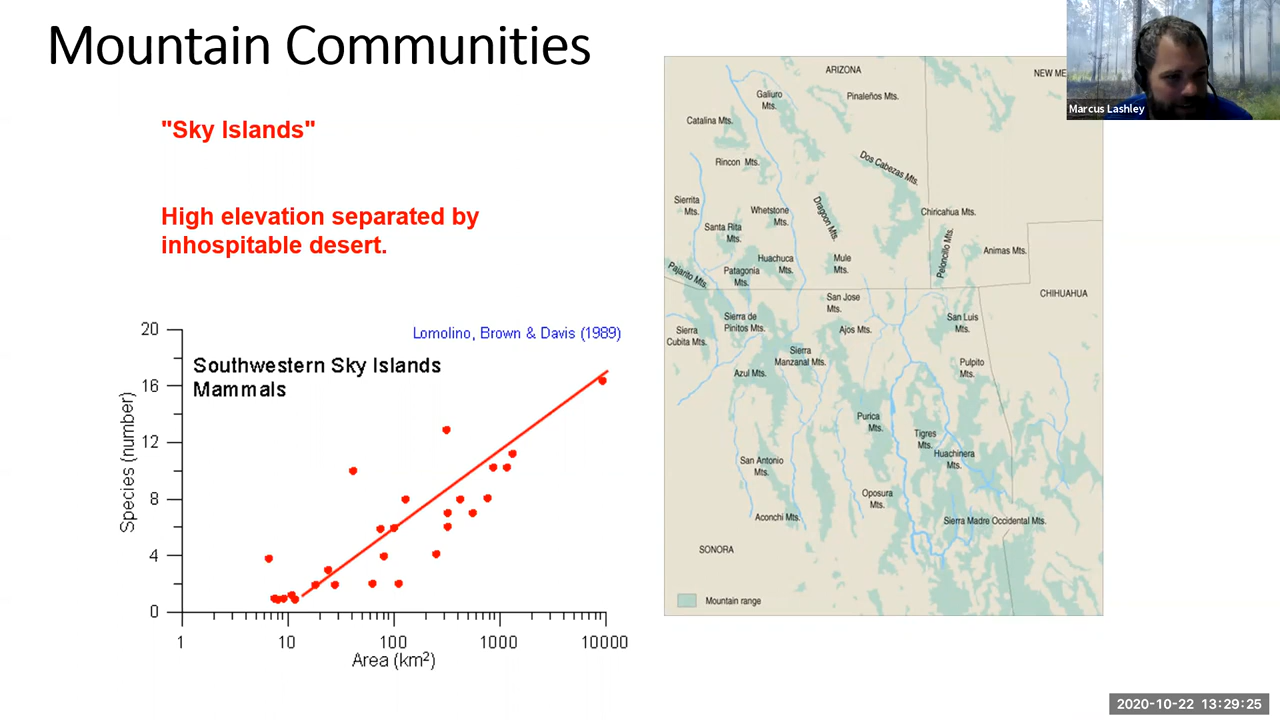 Mountain Communities
"Sky Islands"
High elevation separated by
inhospitable desert.
Lomolino, Brown & Davis (1989)
Southwestern Sky Islands
Mammals
Species (number)
20
16
12
8
4
0
1
10
100
1000
10000
Area (km²)
ARIZONA
NEW ME
Galiuro
Mts.
Pinaleños Mts.
Catalina Mts.
Rincon Mts.
Dos Cabezas Mts.
Sierrita
Mts.
Whetstone
Mts.
Dragoon Mts.
Chiricahua Mts.
Santa Rita
Mts.
Peloncillo Mts.
Animas Mts.
Huachuca
Mts.
Mule
Mts.
Pajarito Mts.
Patagonia
Mts.
CHIHUAHUA
San Jose
Mts.
Sierra de
Pinitos Mts.
Ajos Mts.
San Luis
Mts.
Sierra
Cubita Mts.
Sierra
Manzanal Mts.
Azul Mts.
Pulpito
Mts.
Purica
Mts.
Tigres
Mts.
Huachinera
Mts.
San Antonio
Mts.
Oposura
Mts.
Aconchi Mts.
Sierra Madre Occidental Mts.
SONORA
Mountain range
Marcus Lashley
2020-10-22 13:29:25